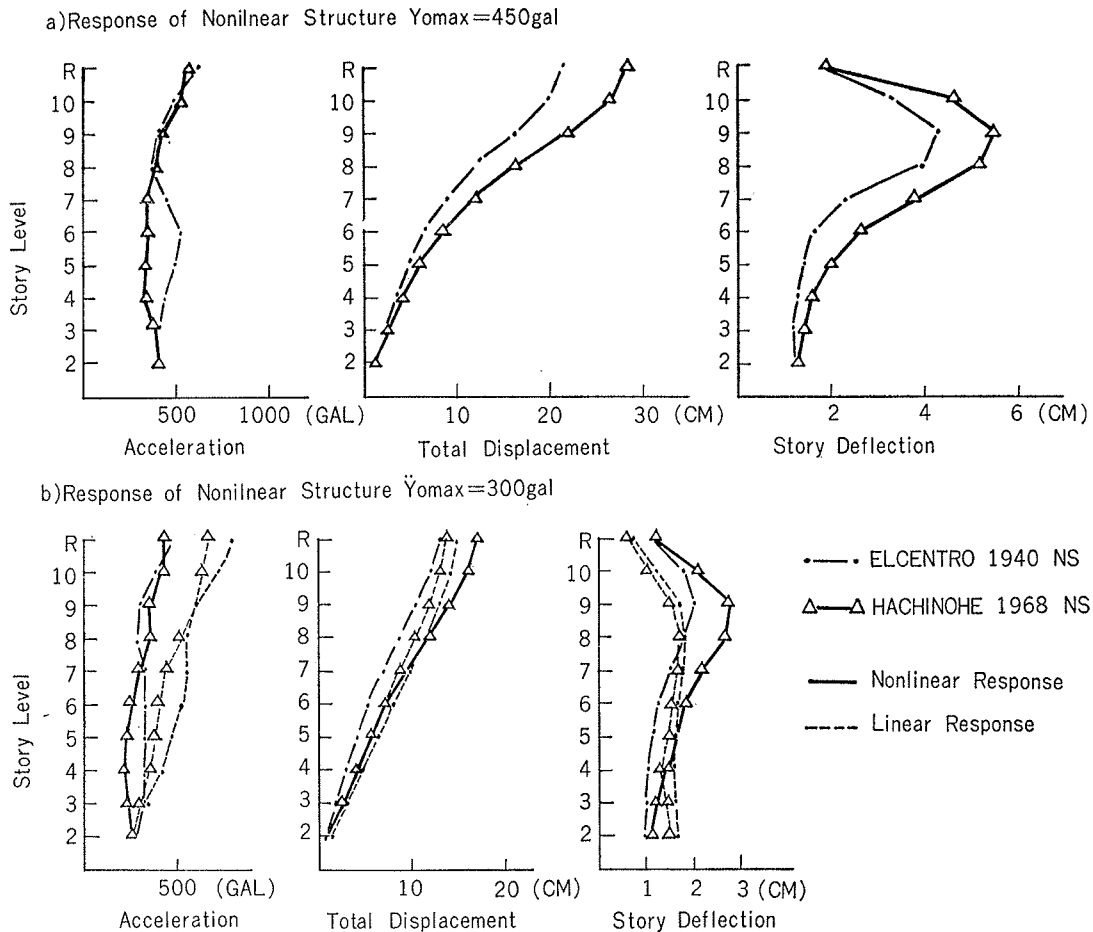 a)Response of Nonilnear Structure Yomax=450gal
R
10
9
8
7
6
5
4
3
2
Story Level
500 1000 (GAL)
Acceleration
R
10
9
8
7
6
5
4
3
2
10 20 30 (CM)
Total Displacement
R
10
9
8
7
6
5
4
3
2
2 4 6 (CM)
Story Deflection
b)Response of Nonilnear Structure Ÿomax=300gal
R
10
9
8
7
6
5
4
3
2
Story Level
500 (GAL)
Acceleration
R
10
9
8
7
6
5
4
3
2
10 20 (CM)
Total Displacement
R
10
9
8
7
6
5
4
3
2
1 2 3 (CM)
Story Deflection
ELCENTRO 1940 NS
HACHINOHE 1968 NS
Nonlinear Response
Linear Response